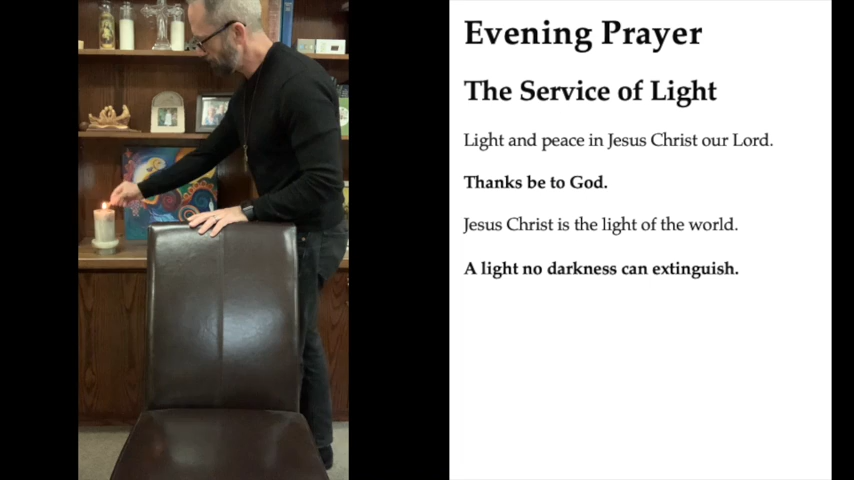 Evening Prayer
The Service of Light
Light and peace in Jesus Christ our Lord.
Thanks be to God.
Jesus Christ is the light of the world.
A light no darkness can extinguish.